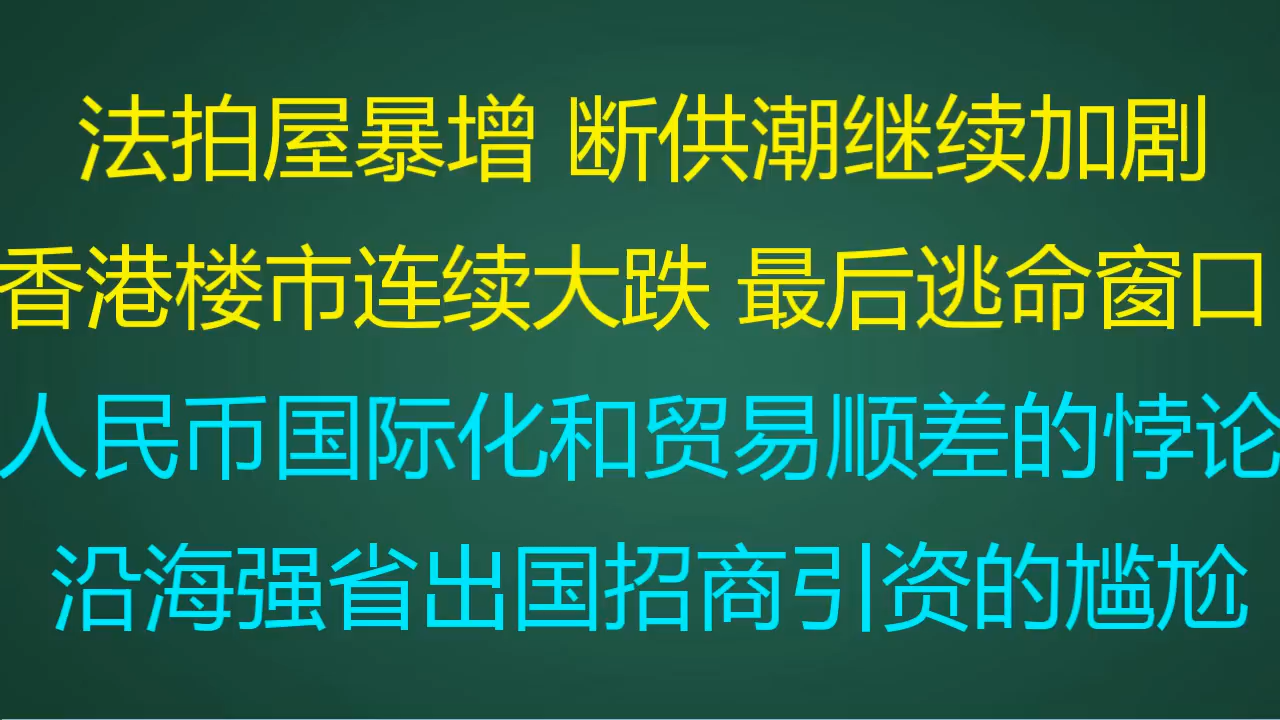 法拍屋暴增 断供潮继续加剧
香港楼市连续大跌 最后逃命窗口
人民币国际化和贸易顺差的悖论
沿海强省出国招商引资的尴尬